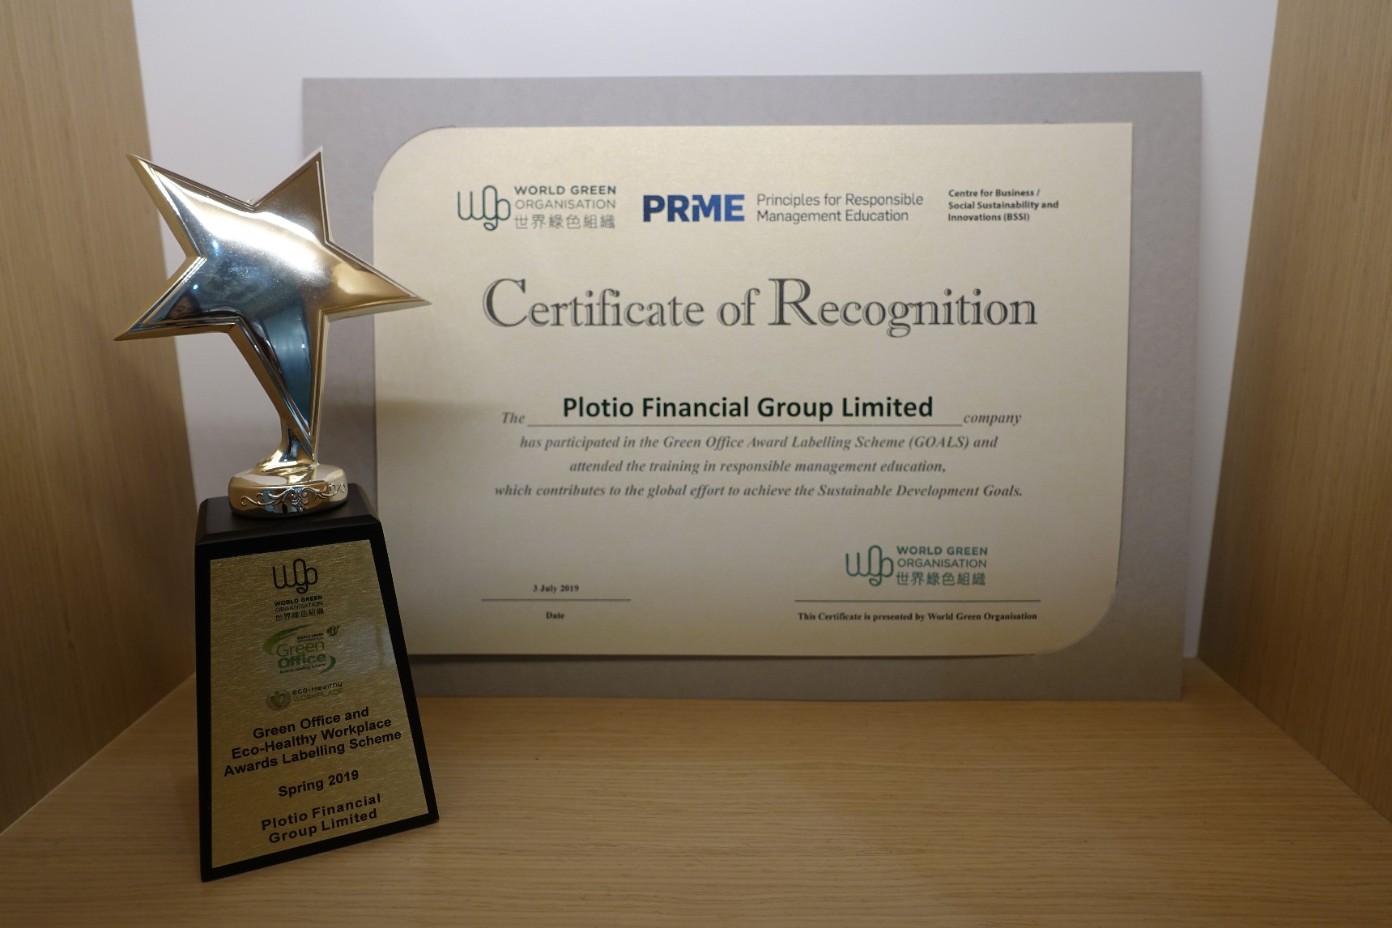 WORLD GREEN
ORGANISATION
世界綠色組織
PRME
Principles for Responsible
Management Education
Centre for Business /
Social Sustainability and
Innovations (BSSI)
Certificate of Recognition
The Plotio Financial Group Limited company
has participated in the Green Office Award Labelling Scheme (GOALS) and
attended the training in responsible management education,
which contributes to the global effort to achieve the Sustainable Development Goals.
3 July 2019
Date
WORLD GREEN
ORGANISATION
世界綠色組織
This Certificate is presented by World Green Organisation
WORLD GREEN
ORGANISATION
世界綠色組織
Green
Office
eco-Healthy
WORKPLACE
Green Office and
Eco-Healthy Workplace
Awards Labelling Scheme
Spring 2019
Plotio Financial
Group Limited